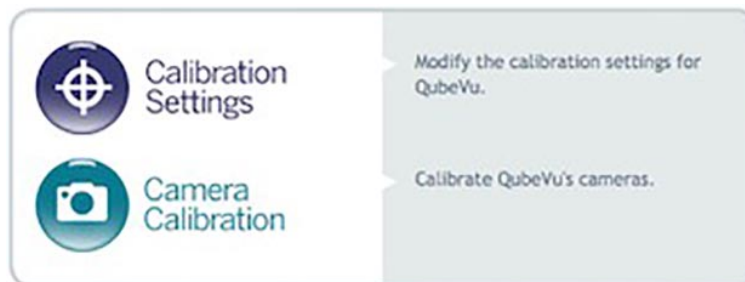 Calibration
Settings
Modify the calibration settings for
QubeVu.
Camera
Calibration
Calibrate QubeVu's cameras.